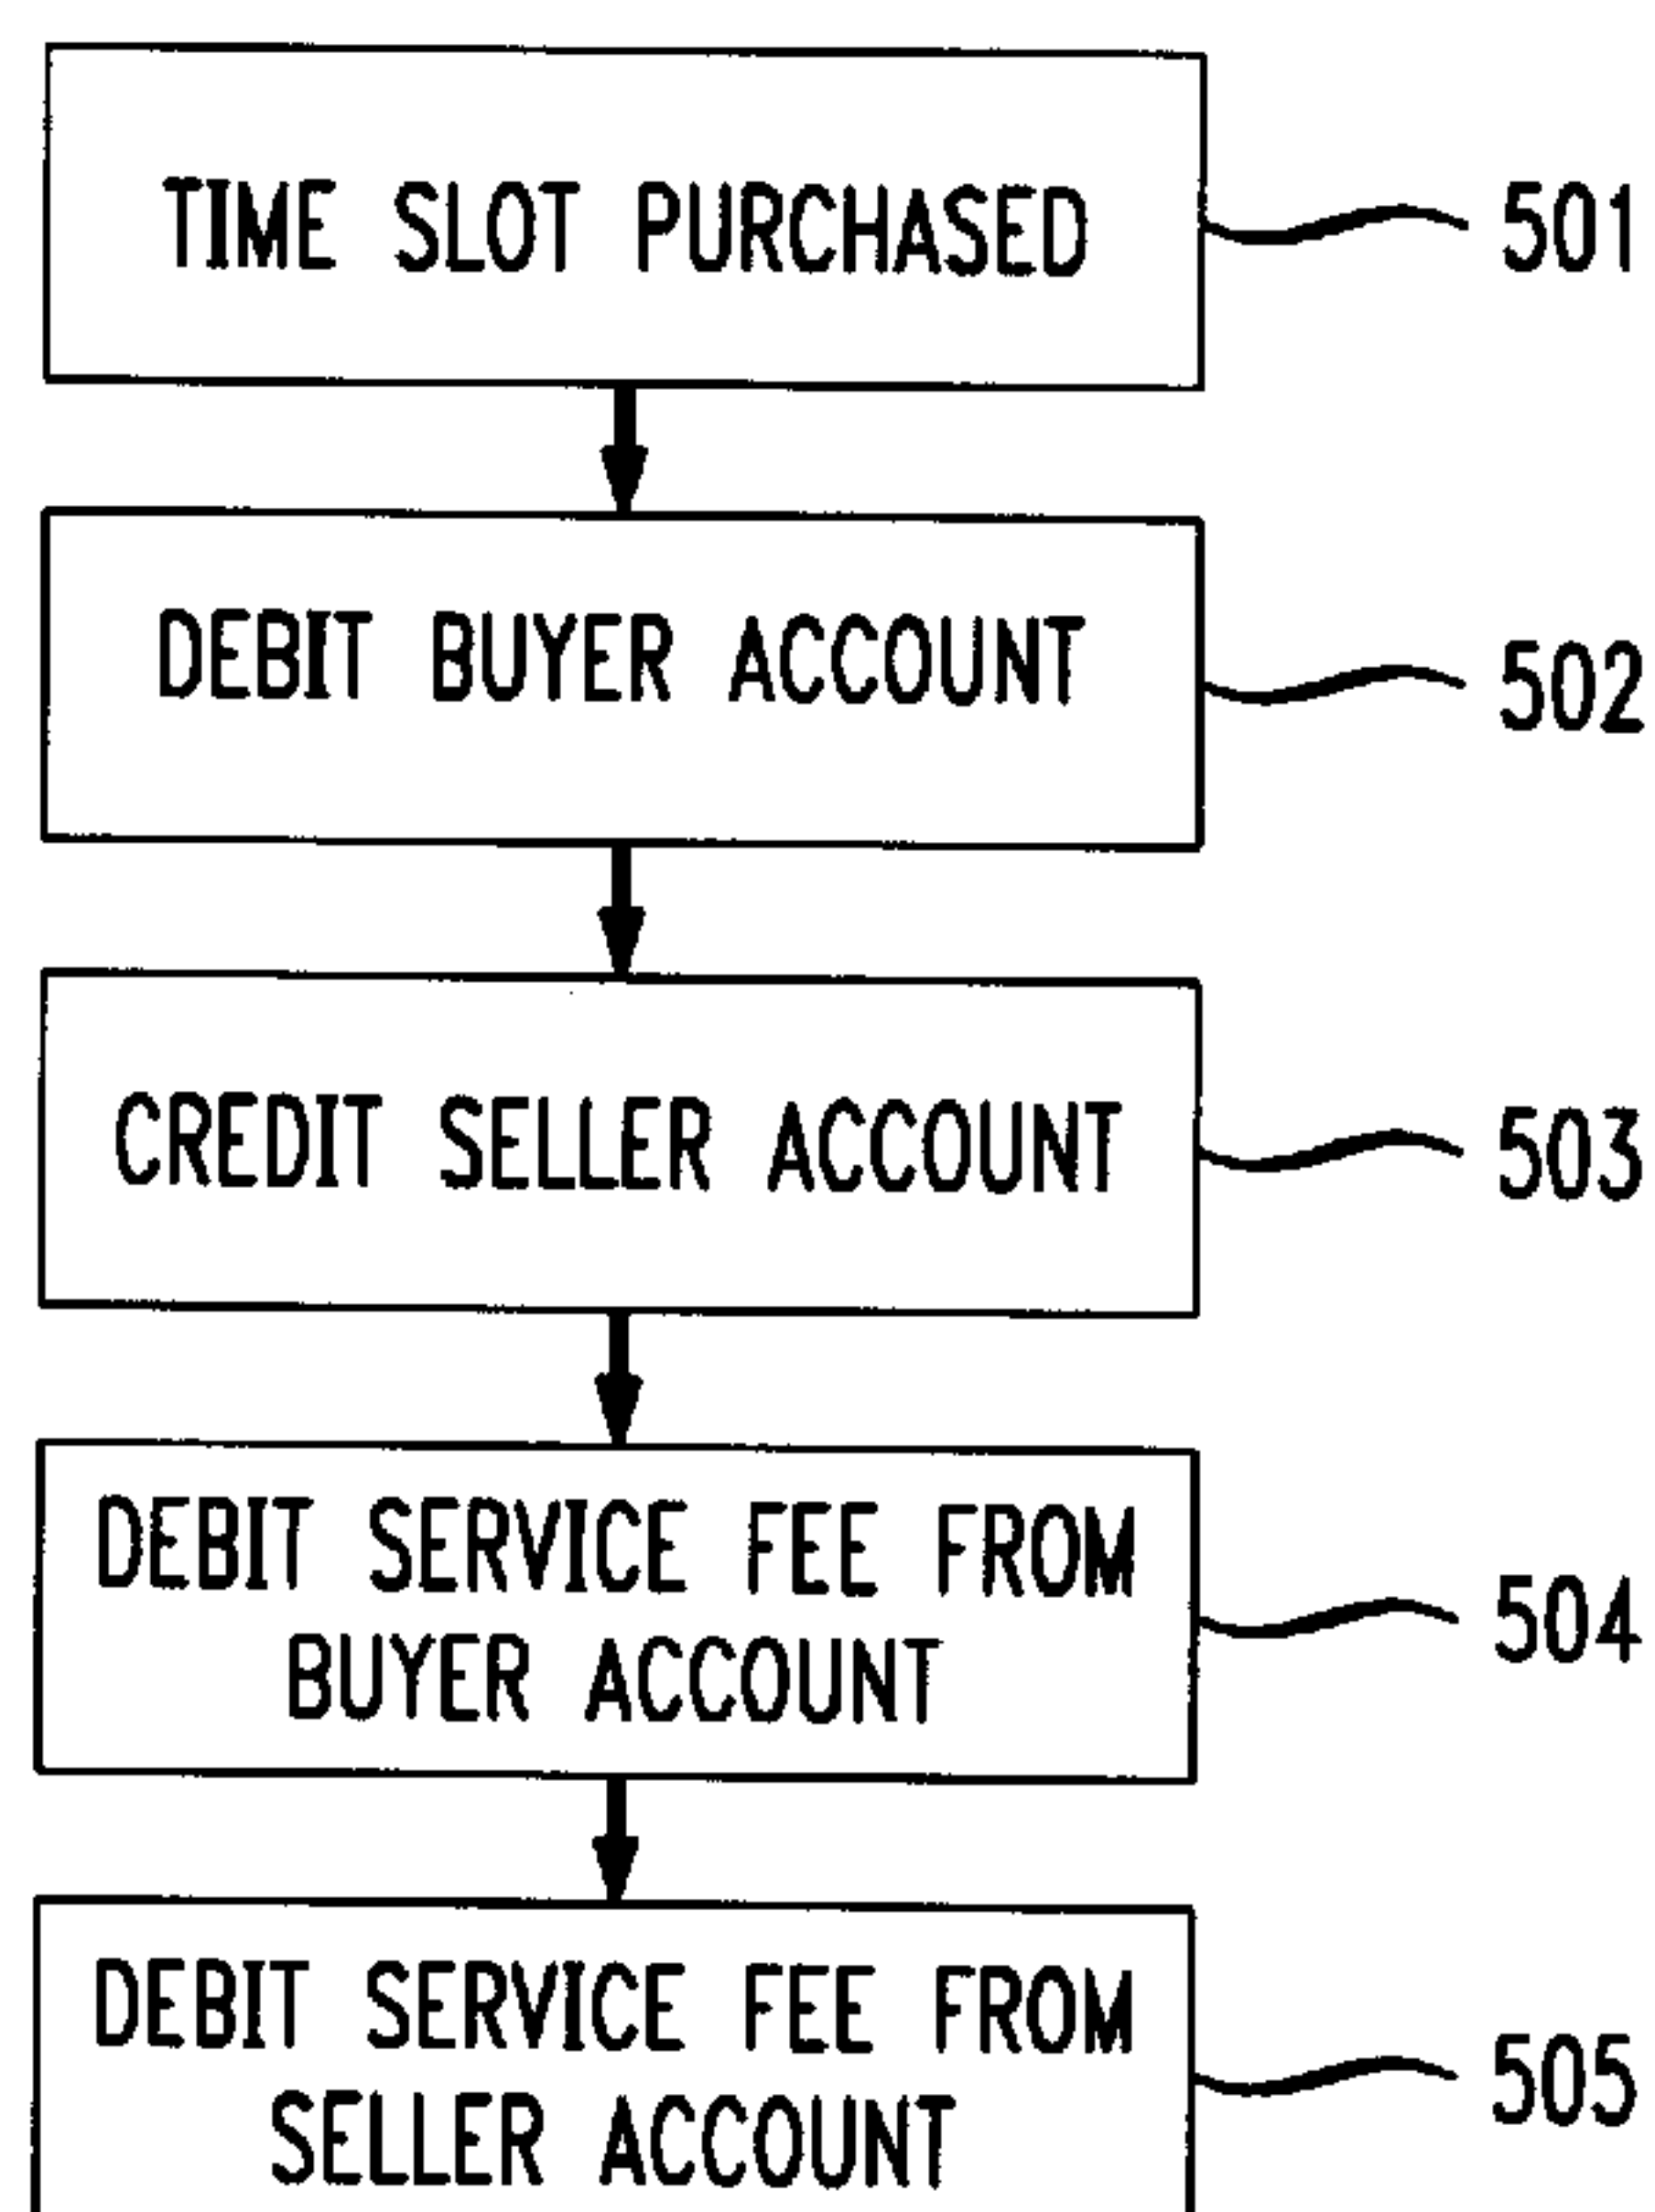 TIME SLOT PURCHASED
501
DEBIT BUYER ACCOUNT
502
CREDIT SELLER ACCOUNT
503
DEBIT SERVICE FEE FROM
BUYER ACCOUNT
504
DEBIT SERVICE FEE FROM
SELLER ACCOUNT
505